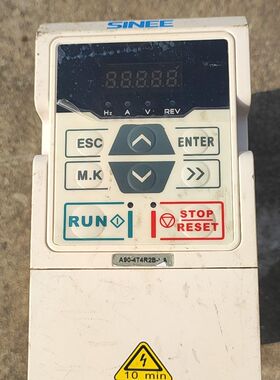 SINEE
Hz A V REV
ESC ENTER
M.K >>
RUN STOP
RESET
10 min